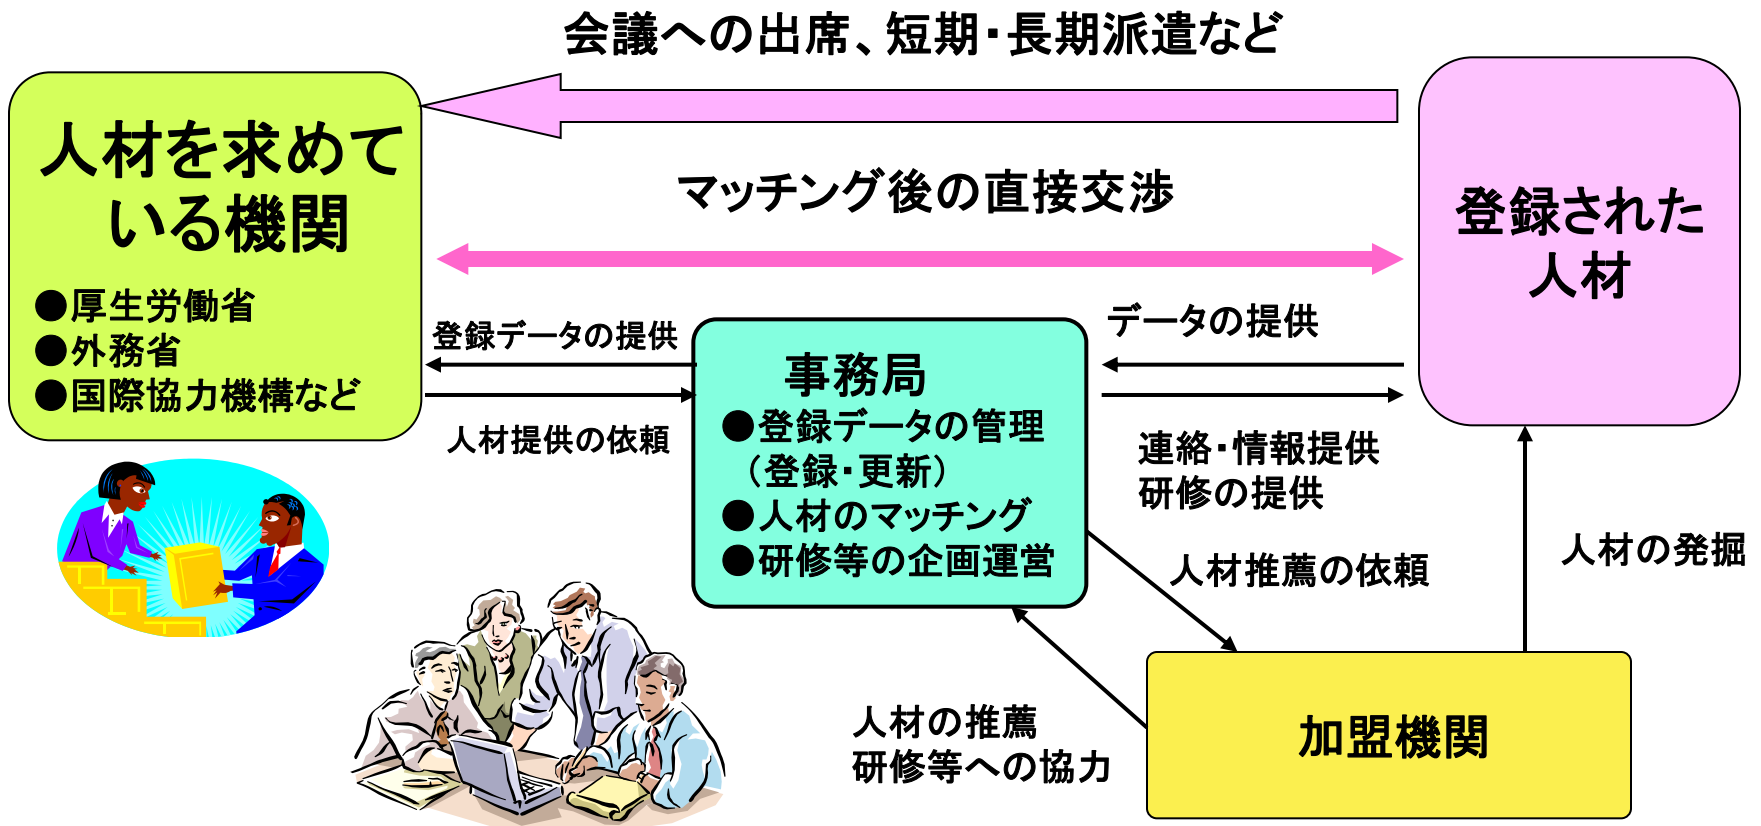 会議への出席、短期・長期派遣など
人材を求めて
いる機関
●厚生労働省
●外務省
●国際協力機構など
マッチング後の直接交渉
登録された
人材
登録データの提供
人材提供の依頼
事務局
●登録データの管理
（登録・更新）
●人材のマッチング
●研修等の企画運営
データの提供
連絡・情報提供
研修の提供
人材推薦の依頼
人材の発掘
人材の推薦
研修等への協力
加盟機関